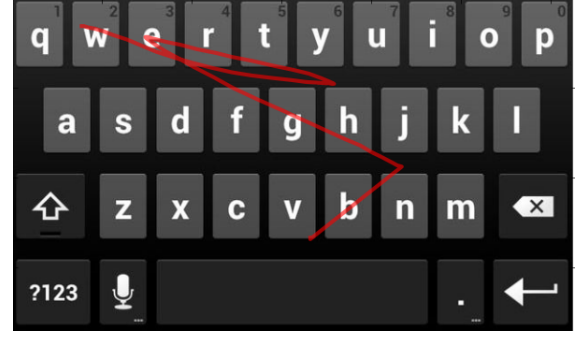 1 2 3 4 5 6 7 8 9 0
q w e r t y u i o p
a s d f g h j k l
z x c v b n m
?123 ... . ...